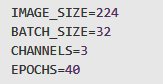 IMAGE_SIZE=224
BATCH_SIZE=32
CHANNELS=3
EPOCHS=40